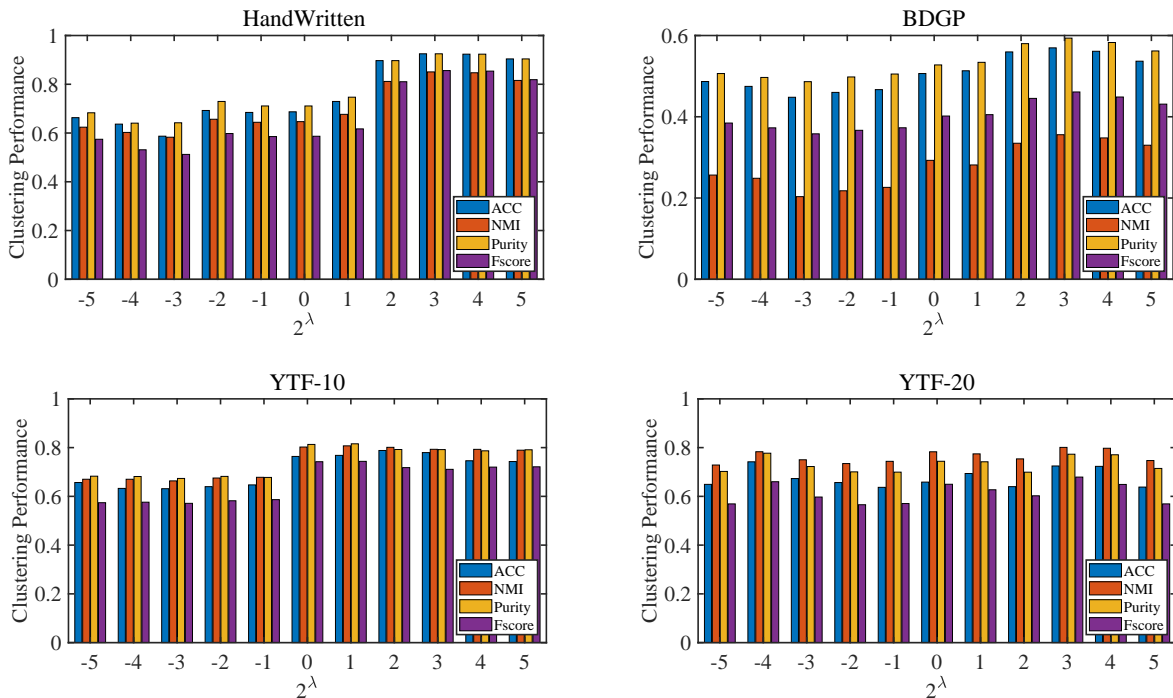 HandWritten
Clustering Performance
1
0.8
0.6
0.4
0.2
0
ACC
NMI
Purity
Fscore
-5 -4 -3 -2 -1 0 1 2 3 4 5
2^λ
BDGP
Clustering Performance
0.6
0.4
0.2
0
ACC
NMI
Purity
Fscore
-5 -4 -3 -2 -1 0 1 2 3 4 5
2^λ
YTF-10
Clustering Performance
1
0.8
0.6
0.4
0.2
0
ACC
NMI
Purity
Fscore
-5 -4 -3 -2 -1 0 1 2 3 4 5
2^λ
YTF-20
Clustering Performance
1
0.8
0.6
0.4
0.2
0
ACC
NMI
Purity
Fscore
-5 -4 -3 -2 -1 0 1 2 3 4 5
2^λ